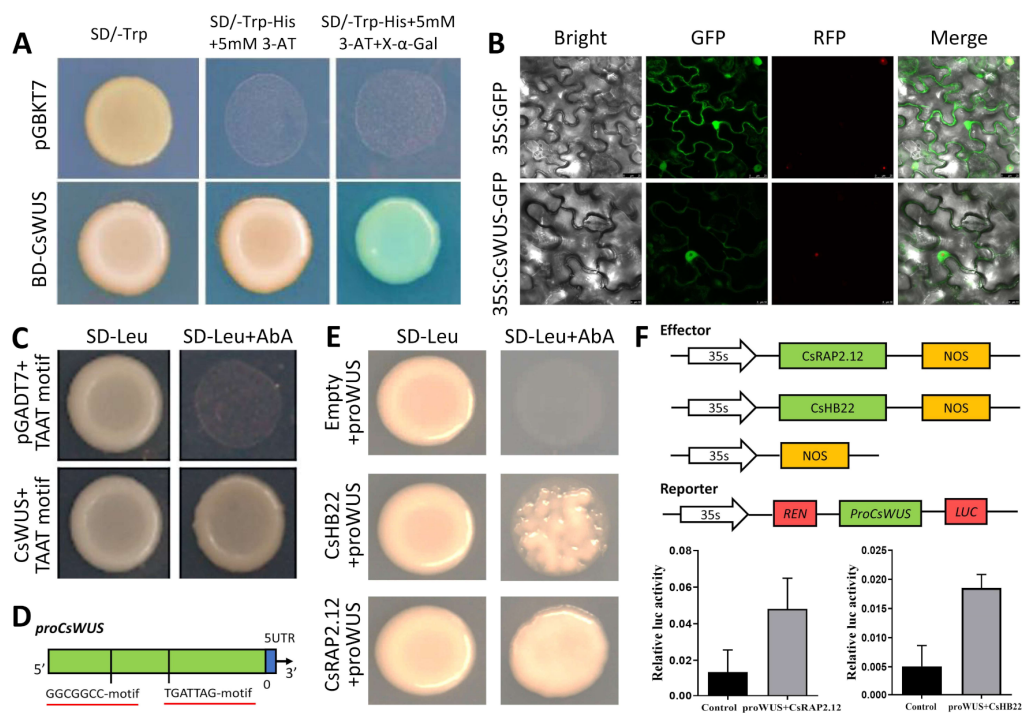 A
SD/-Trp
SD/-Trp-His
+5mM 3-AT
SD/-Trp-His+5mM
3-AT+X-α-Gal
pGBKT7
BD-CsWUS
B
Bright
GFP
RFP
Merge
35S:GFP
35S:CsWUS-GFP
C
SD-Leu
SD-Leu+AbA
pGADT7+
TAAT motif
CsWUS+
TAAT motif
D
proCsWUS
5UTR
5’
3’
0
GGCGGCC-motif
TGATTAG-motif
E
SD-Leu
SD-Leu+AbA
Empty
+proWUS
CsHB22
+proWUS
CsRAP2.12
+proWUS
F
Effector
35s
CsRAP2.12
NOS
35s
CsHB22
NOS
35s
NOS
Reporter
35s
REN
ProCsWUS
LUC
Relative luc activity
0.08
0.06
0.04
0.02
0.00
Control
proWUS+CsRAP2.12
Relative luc activity
0.025
0.020
0.015
0.010
0.005
0.000
Control
proWUS+CsHB22